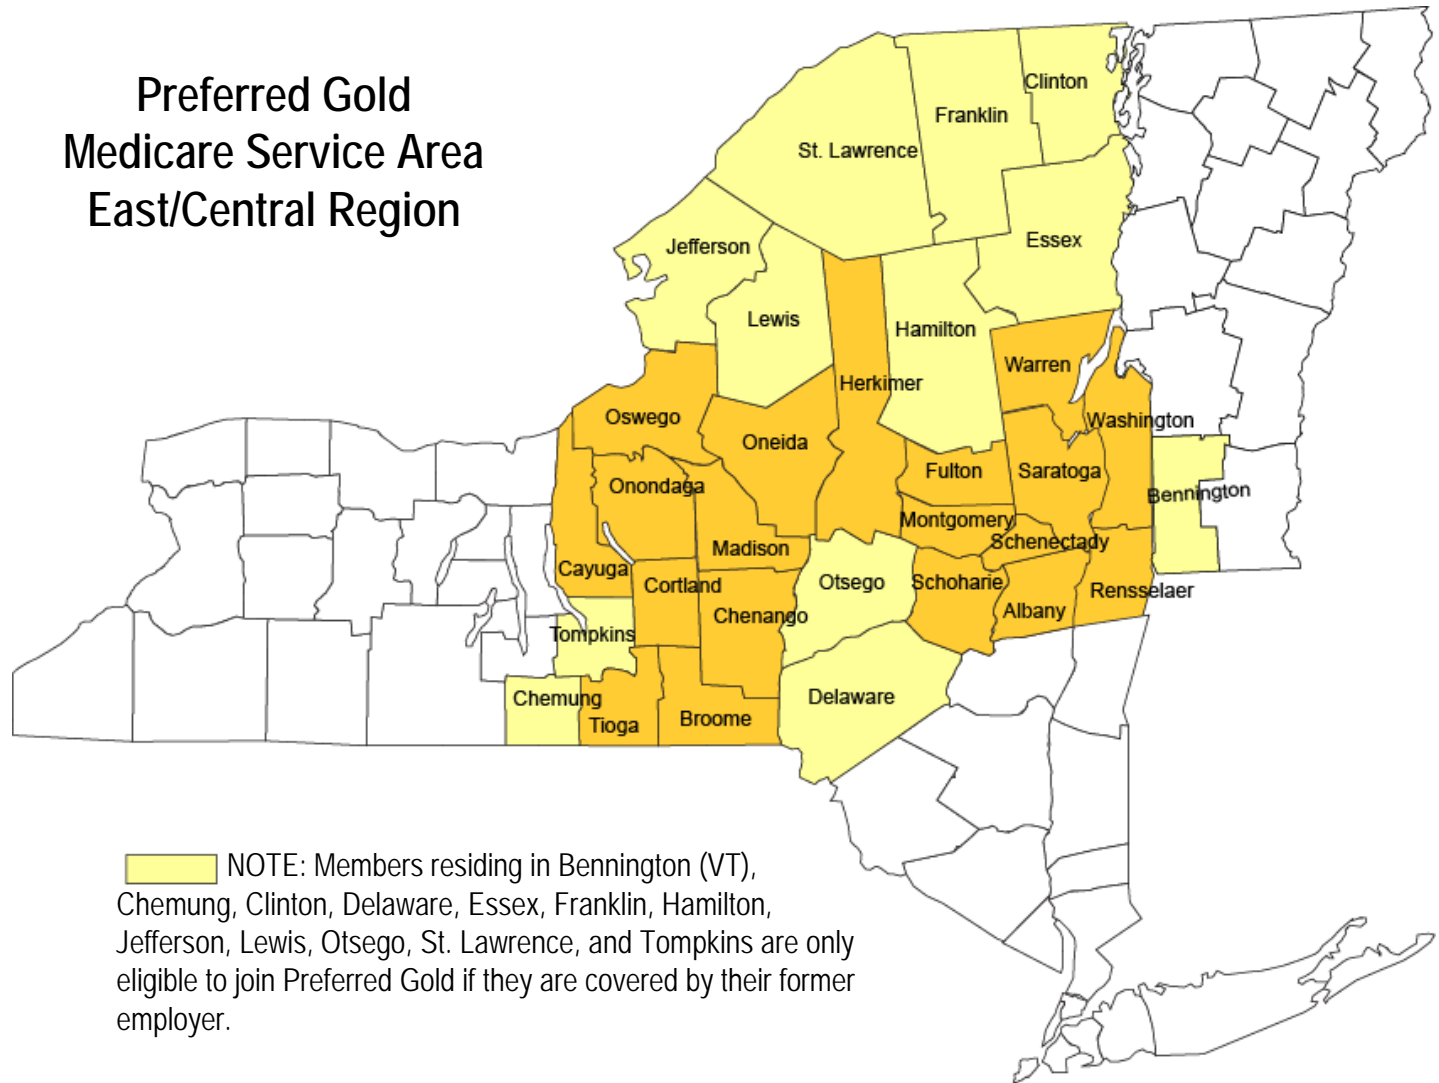 Preferred Gold
Medicare Service Area
East/Central Region
Clinton
Franklin
St. Lawrence
Essex
Jefferson
Lewis
Hamilton
Warren
Herkimer
Oswego
Washington
Oneida
Fulton
Saratoga
Onondaga
Bennington
Montgomery
Schenectady
Madison
Cayuga
Cortland
Otsego
Schoharie
Rensselaer
Albany
Chenango
Tompkins
Chemung
Delaware
Tioga
Broome
NOTE: Members residing in Bennington (VT),
Chemung, Clinton, Delaware, Essex, Franklin, Hamilton,
Jefferson, Lewis, Otsego, St. Lawrence, and Tompkins are only
eligible to join Preferred Gold if they are covered by their former
employer.